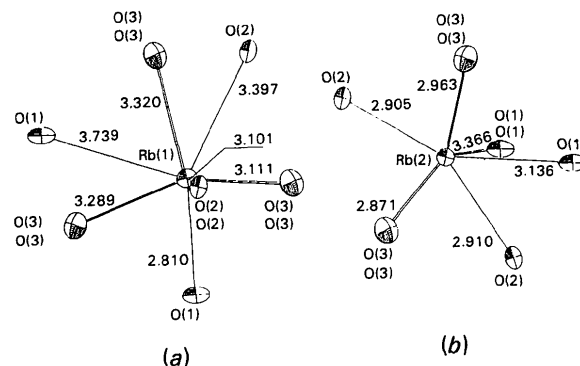 O(3)
O(3)
O(2)
3.320
3.397
O(1)
3.739
3.101
Rb(1)
3.111
3.289
O(2)
O(2)
O(3)
O(3)
O(3)
O(3)
2.810
O(1)
(a)
O(3)
O(3)
O(2)
2.963
2.905
3.366
O(1)
O(1)
O(1)
Rb(2)
3.136
2.871
O(3)
O(3)
2.910
O(2)
(b)